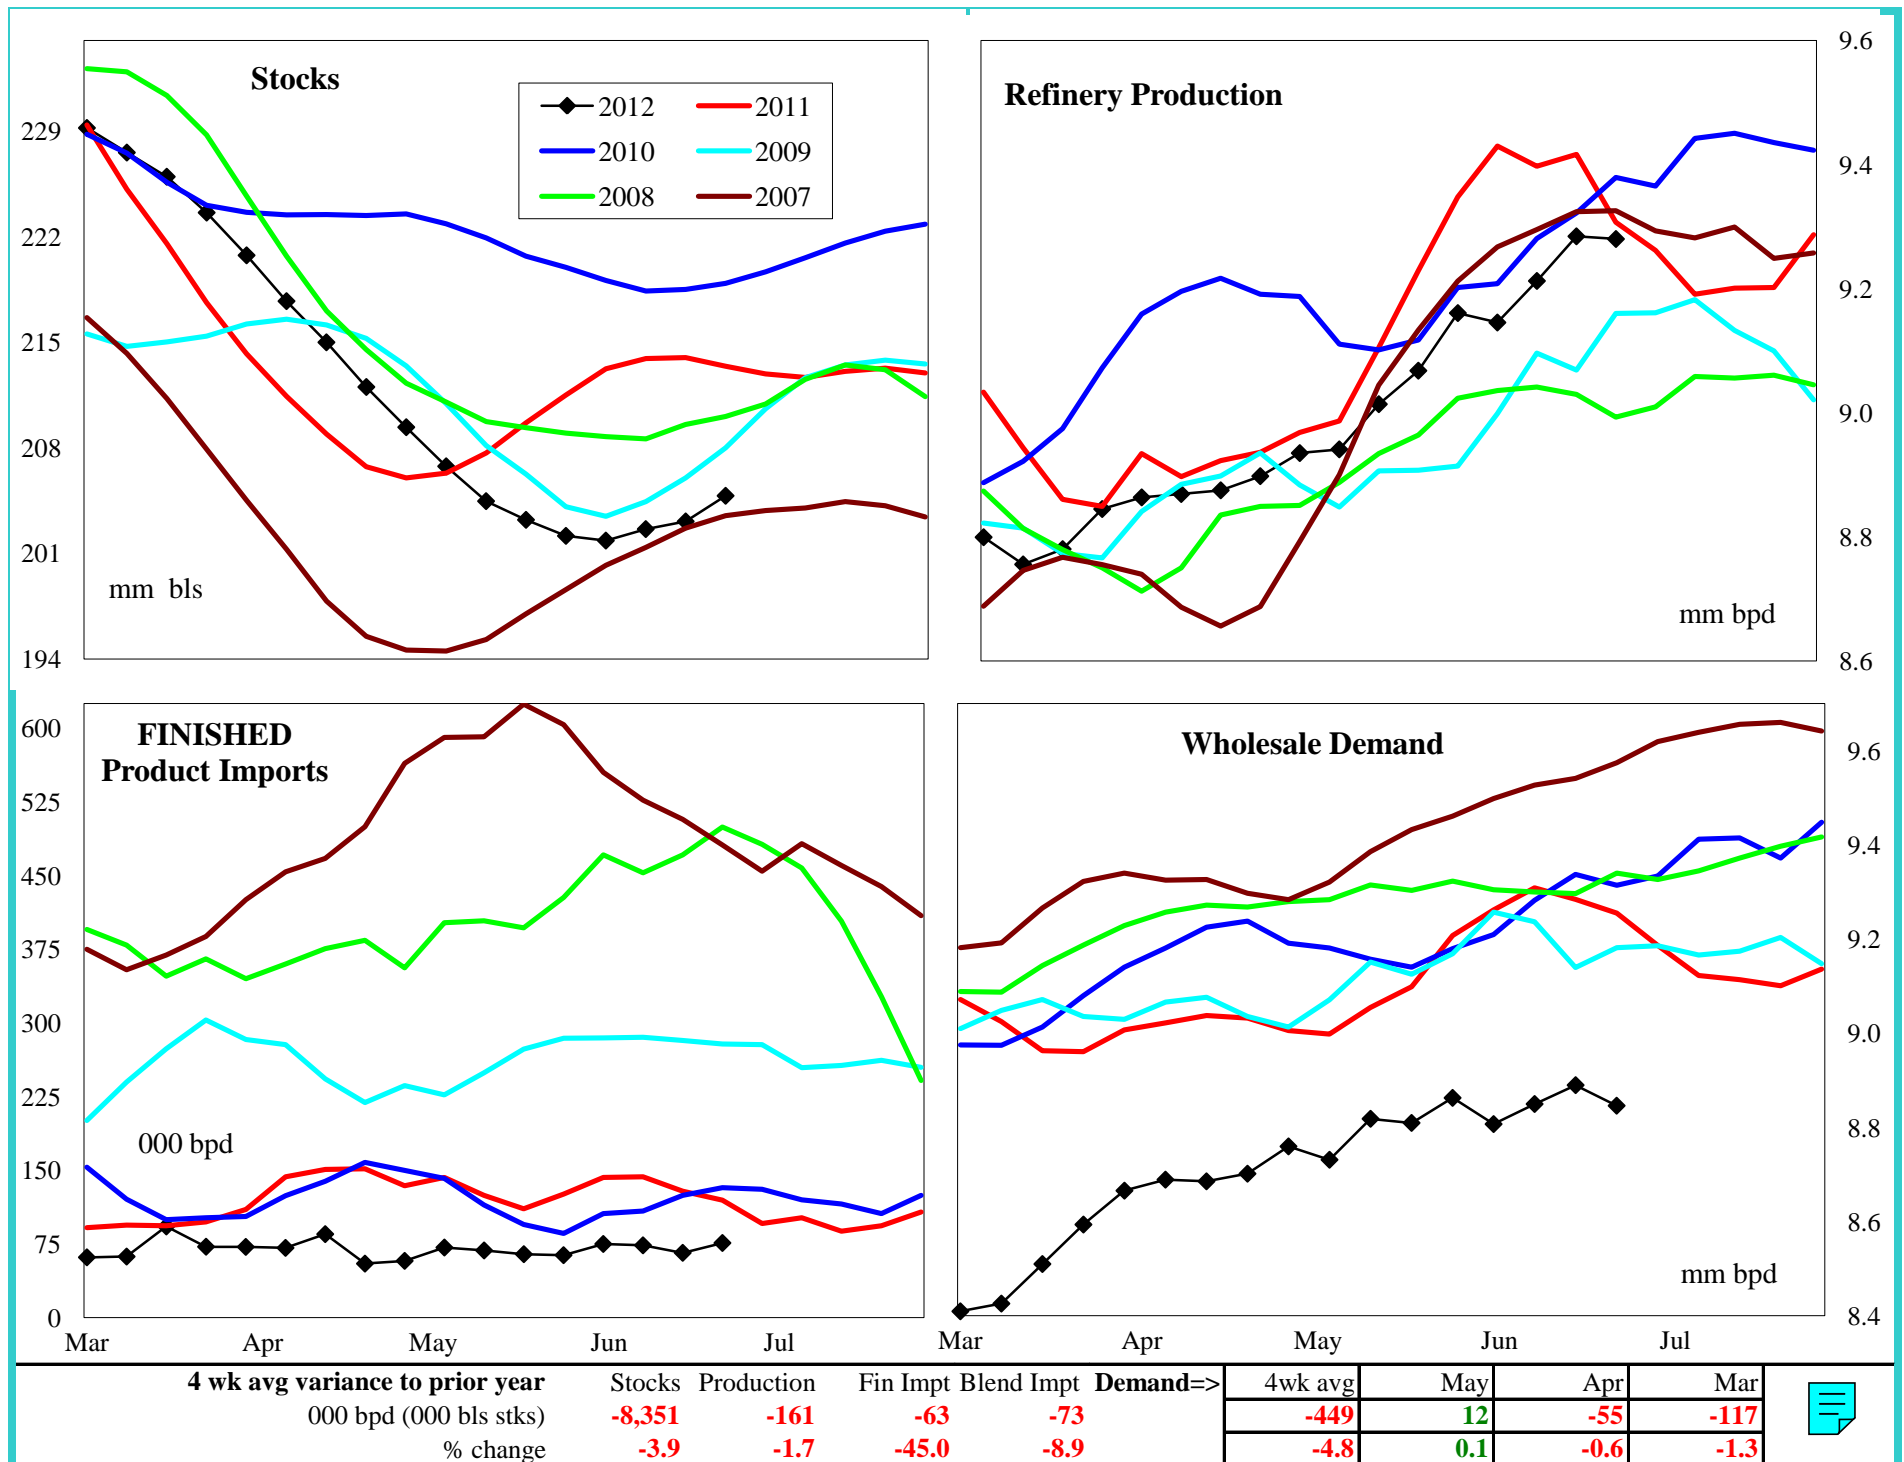 Stocks
2012 2011
2010 2009
2008 2007
229
222
215
208
201
194
mm bls
Refinery Production
9.6
9.4
9.2
9.0
8.8
8.6
mm bpd
FINISHED
Product Imports
600
525
450
375
300
225
150
75
0
000 bpd
Mar Apr May Jun Jul
Wholesale Demand
9.6
9.4
9.2
9.0
8.8
8.6
8.4
mm bpd
Mar Apr May Jun Jul
4 wk avg variance to prior year Stocks Production Fin Impt Blend Impt Demand=> 4wk avg May Apr Mar
000 bpd (000 bls stks) -8,351 -161 -63 -73 -449 12 -55 -117
% change -3.9 -1.7 -45.0 -8.9 -4.8 0.1 -0.6 -1.3